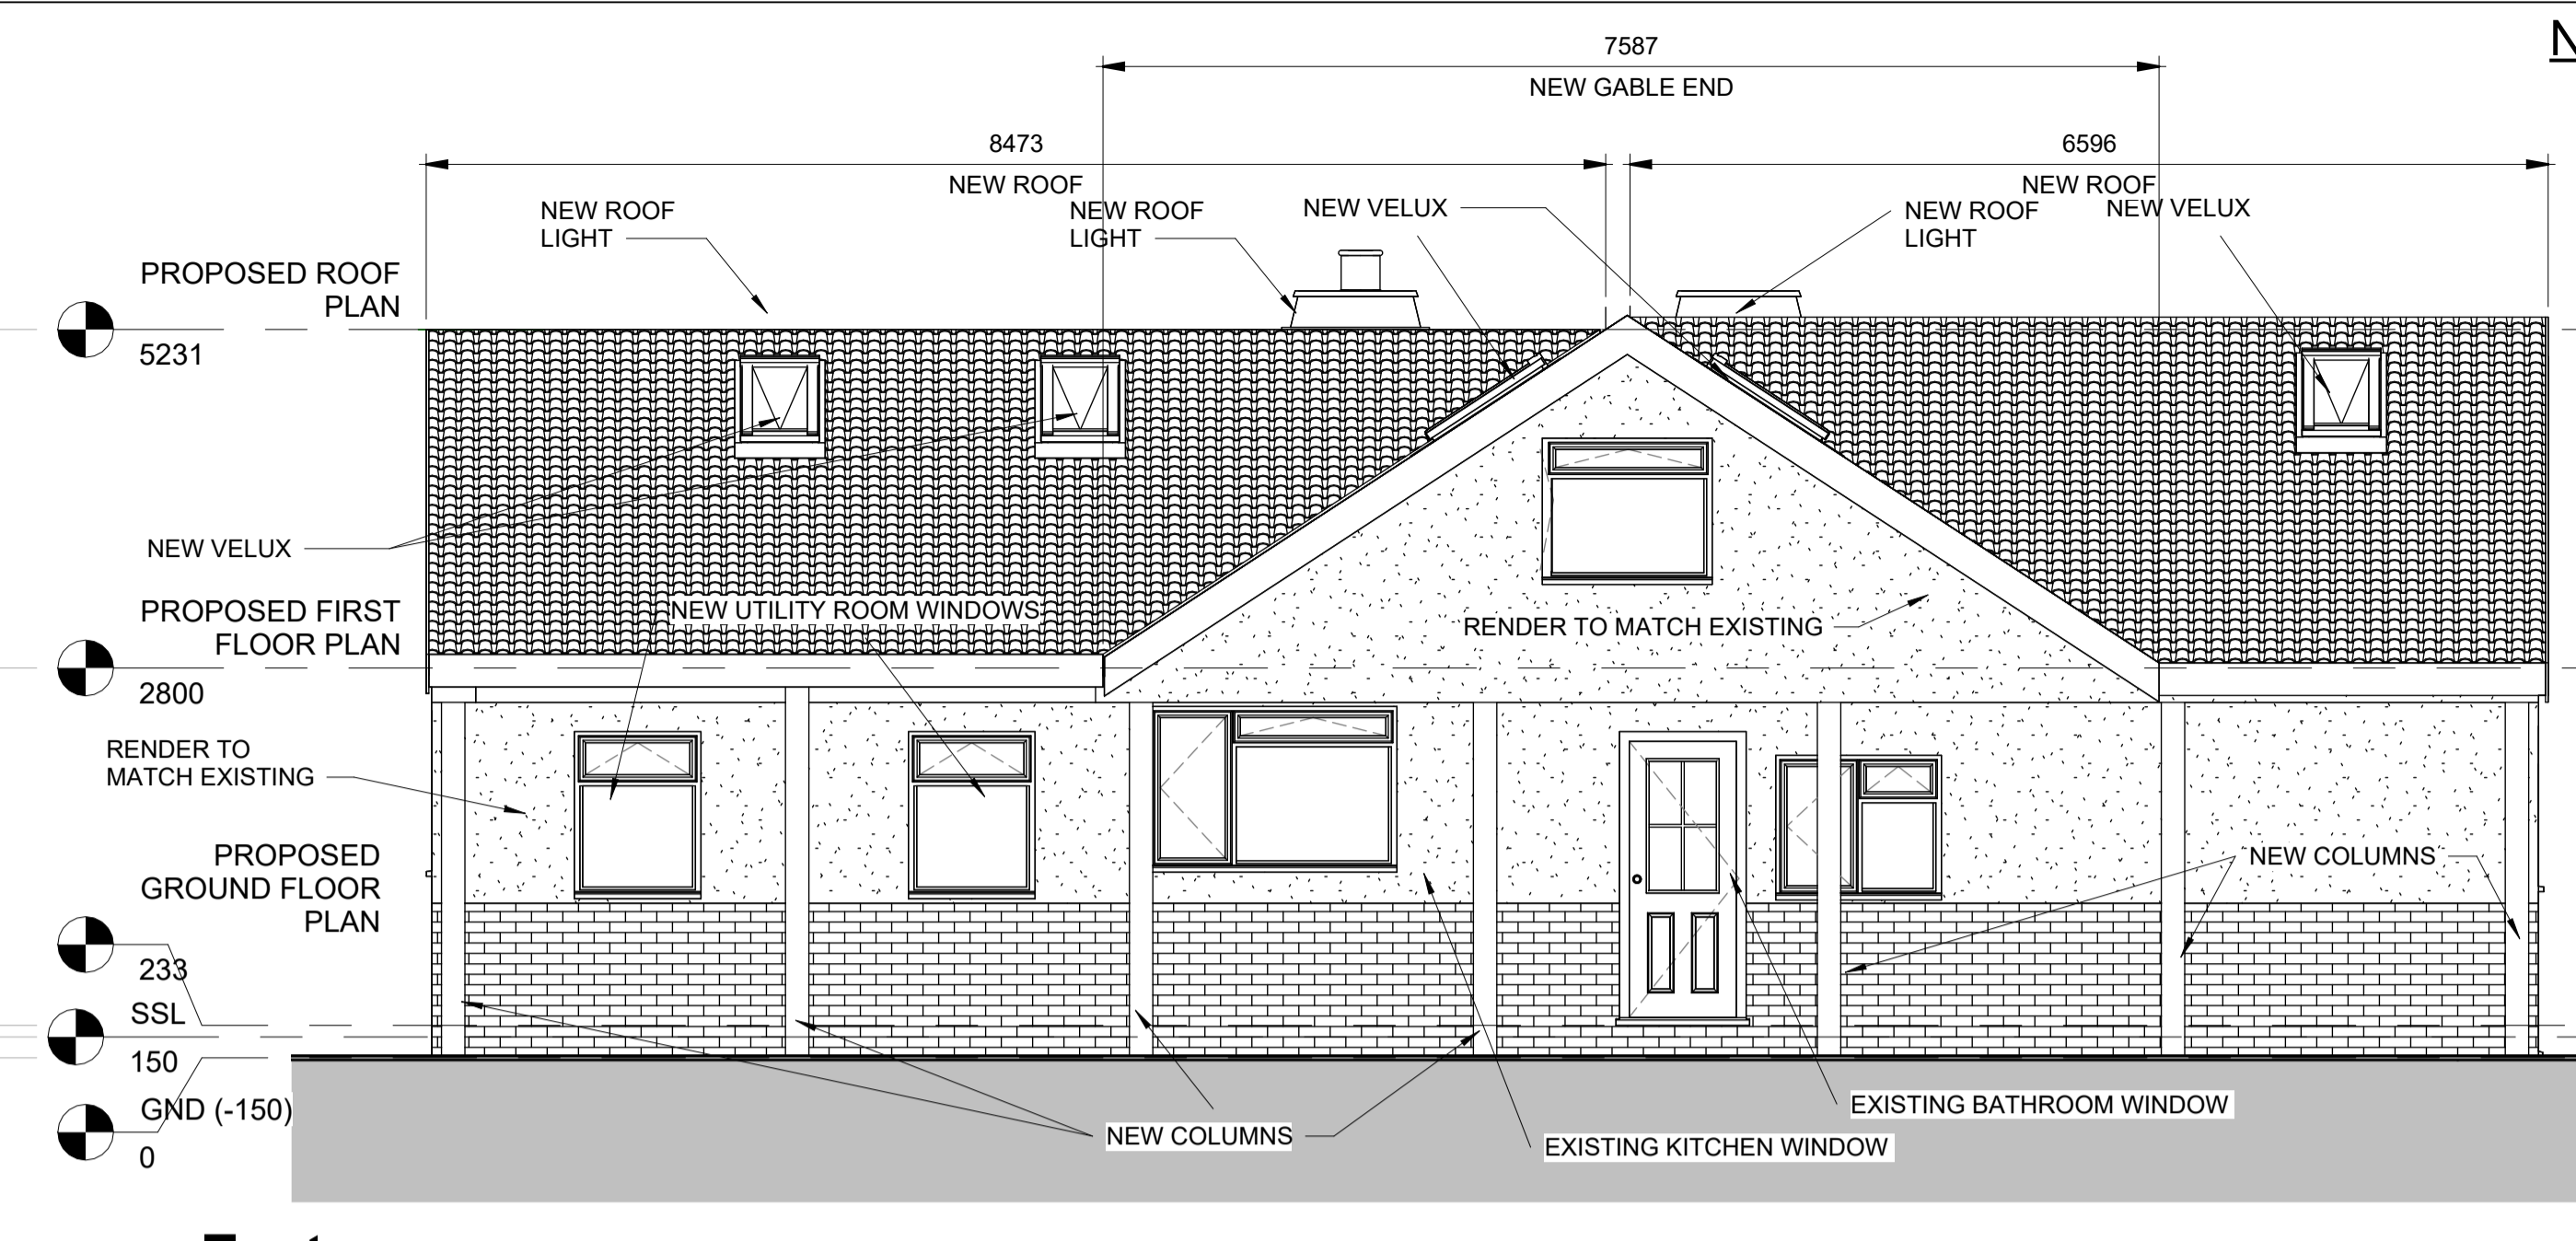 N
7587
NEW GABLE END
8473
6596
NEW ROOF
NEW ROOF
NEW ROOF
LIGHT
NEW ROOF
LIGHT
NEW VELUX
NEW ROOF
LIGHT
NEW VELUX
PROPOSED ROOF
PLAN
5231
NEW VELUX
PROPOSED FIRST
FLOOR PLAN
2800
NEW UTILITY ROOM WINDOWS
RENDER TO MATCH EXISTING
RENDER TO
MATCH EXISTING
PROPOSED
GROUND FLOOR
PLAN
233
SSL
150
GND (-150)
0
NEW COLUMNS
NEW COLUMNS
EXISTING BATHROOM WINDOW
EXISTING KITCHEN WINDOW